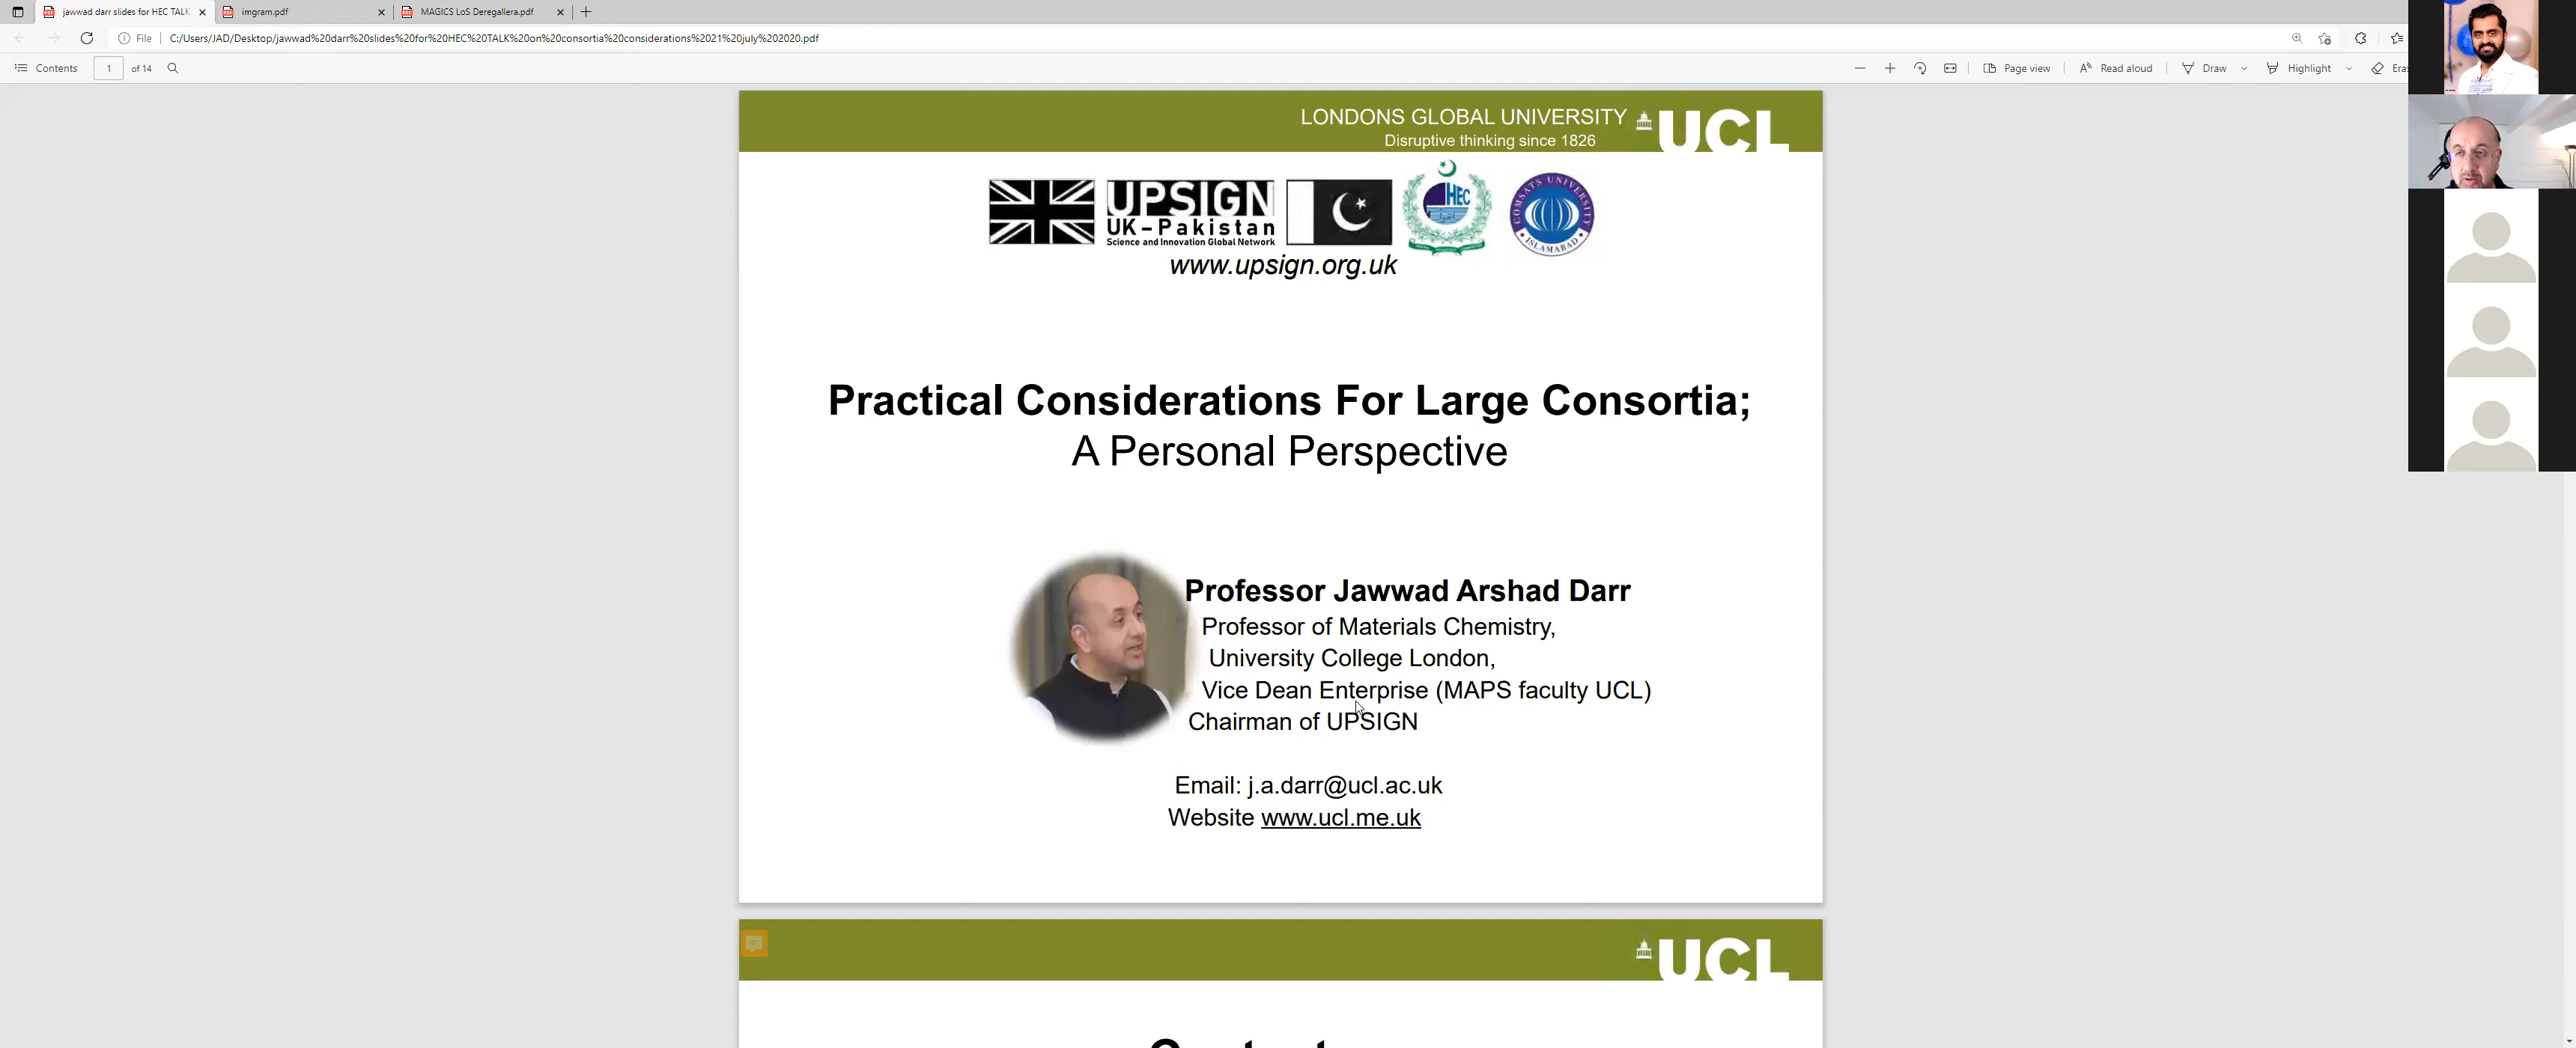 jawwad darr slides for HEC TALK
imgram.pdf
MAGICS LoS Deregallera.pdf
File
C:/Users/JAD/Desktop/jawwad%20darr%20slides%20for%20HEC%20TALK%20on%20consortia%20considerations%2021%20july%202020.pdf
Contents 1 of 14
Page view
Read aloud
Draw
Highlight
LONDONS GLOBAL UNIVERSITY
Disruptive thinking since 1826
UCL
UPSIGN
UK-Pakistan
Science and Innovation Global Network
HEC
COMSATS UNIVERSITY
ISLAMABAD
www.upsign.org.uk
Practical Considerations For Large Consortia;
A Personal Perspective
Professor Jawwad Arshad Darr
Professor of Materials Chemistry,
University College London,
Vice Dean Enterprise (MAPS faculty UCL)
Chairman of UPSIGN
Email: j.a.darr@ucl.ac.uk
Website www.ucl.me.uk
UCL